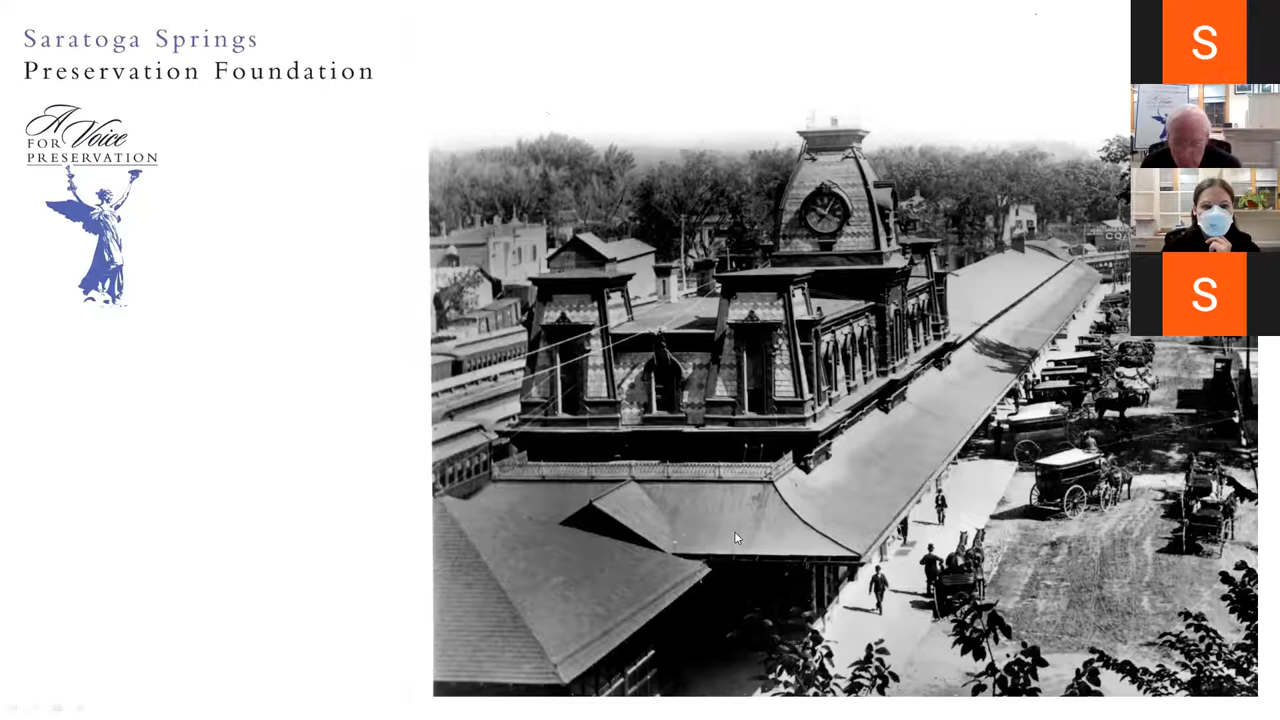 Saratoga Springs
Preservation Foundation
A Voice
FOR
PRESERVATION
S
S